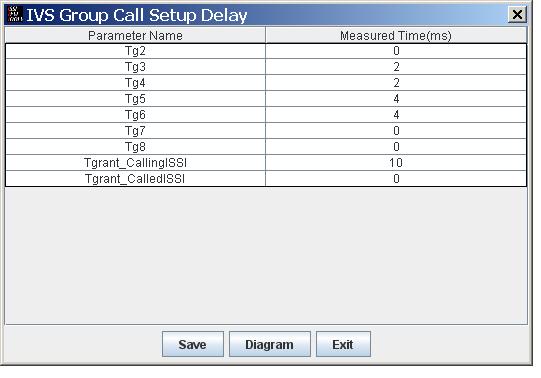 IVS Group Call Setup Delay
Parameter Name Measured Time(ms)
Tg2 0
Tg3 2
Tg4 2
Tg5 4
Tg6 4
Tg7 0
Tg8 0
Tgrant_CallingISSI 10
Tgrant_CalledISSI 0
Save Diagram Exit